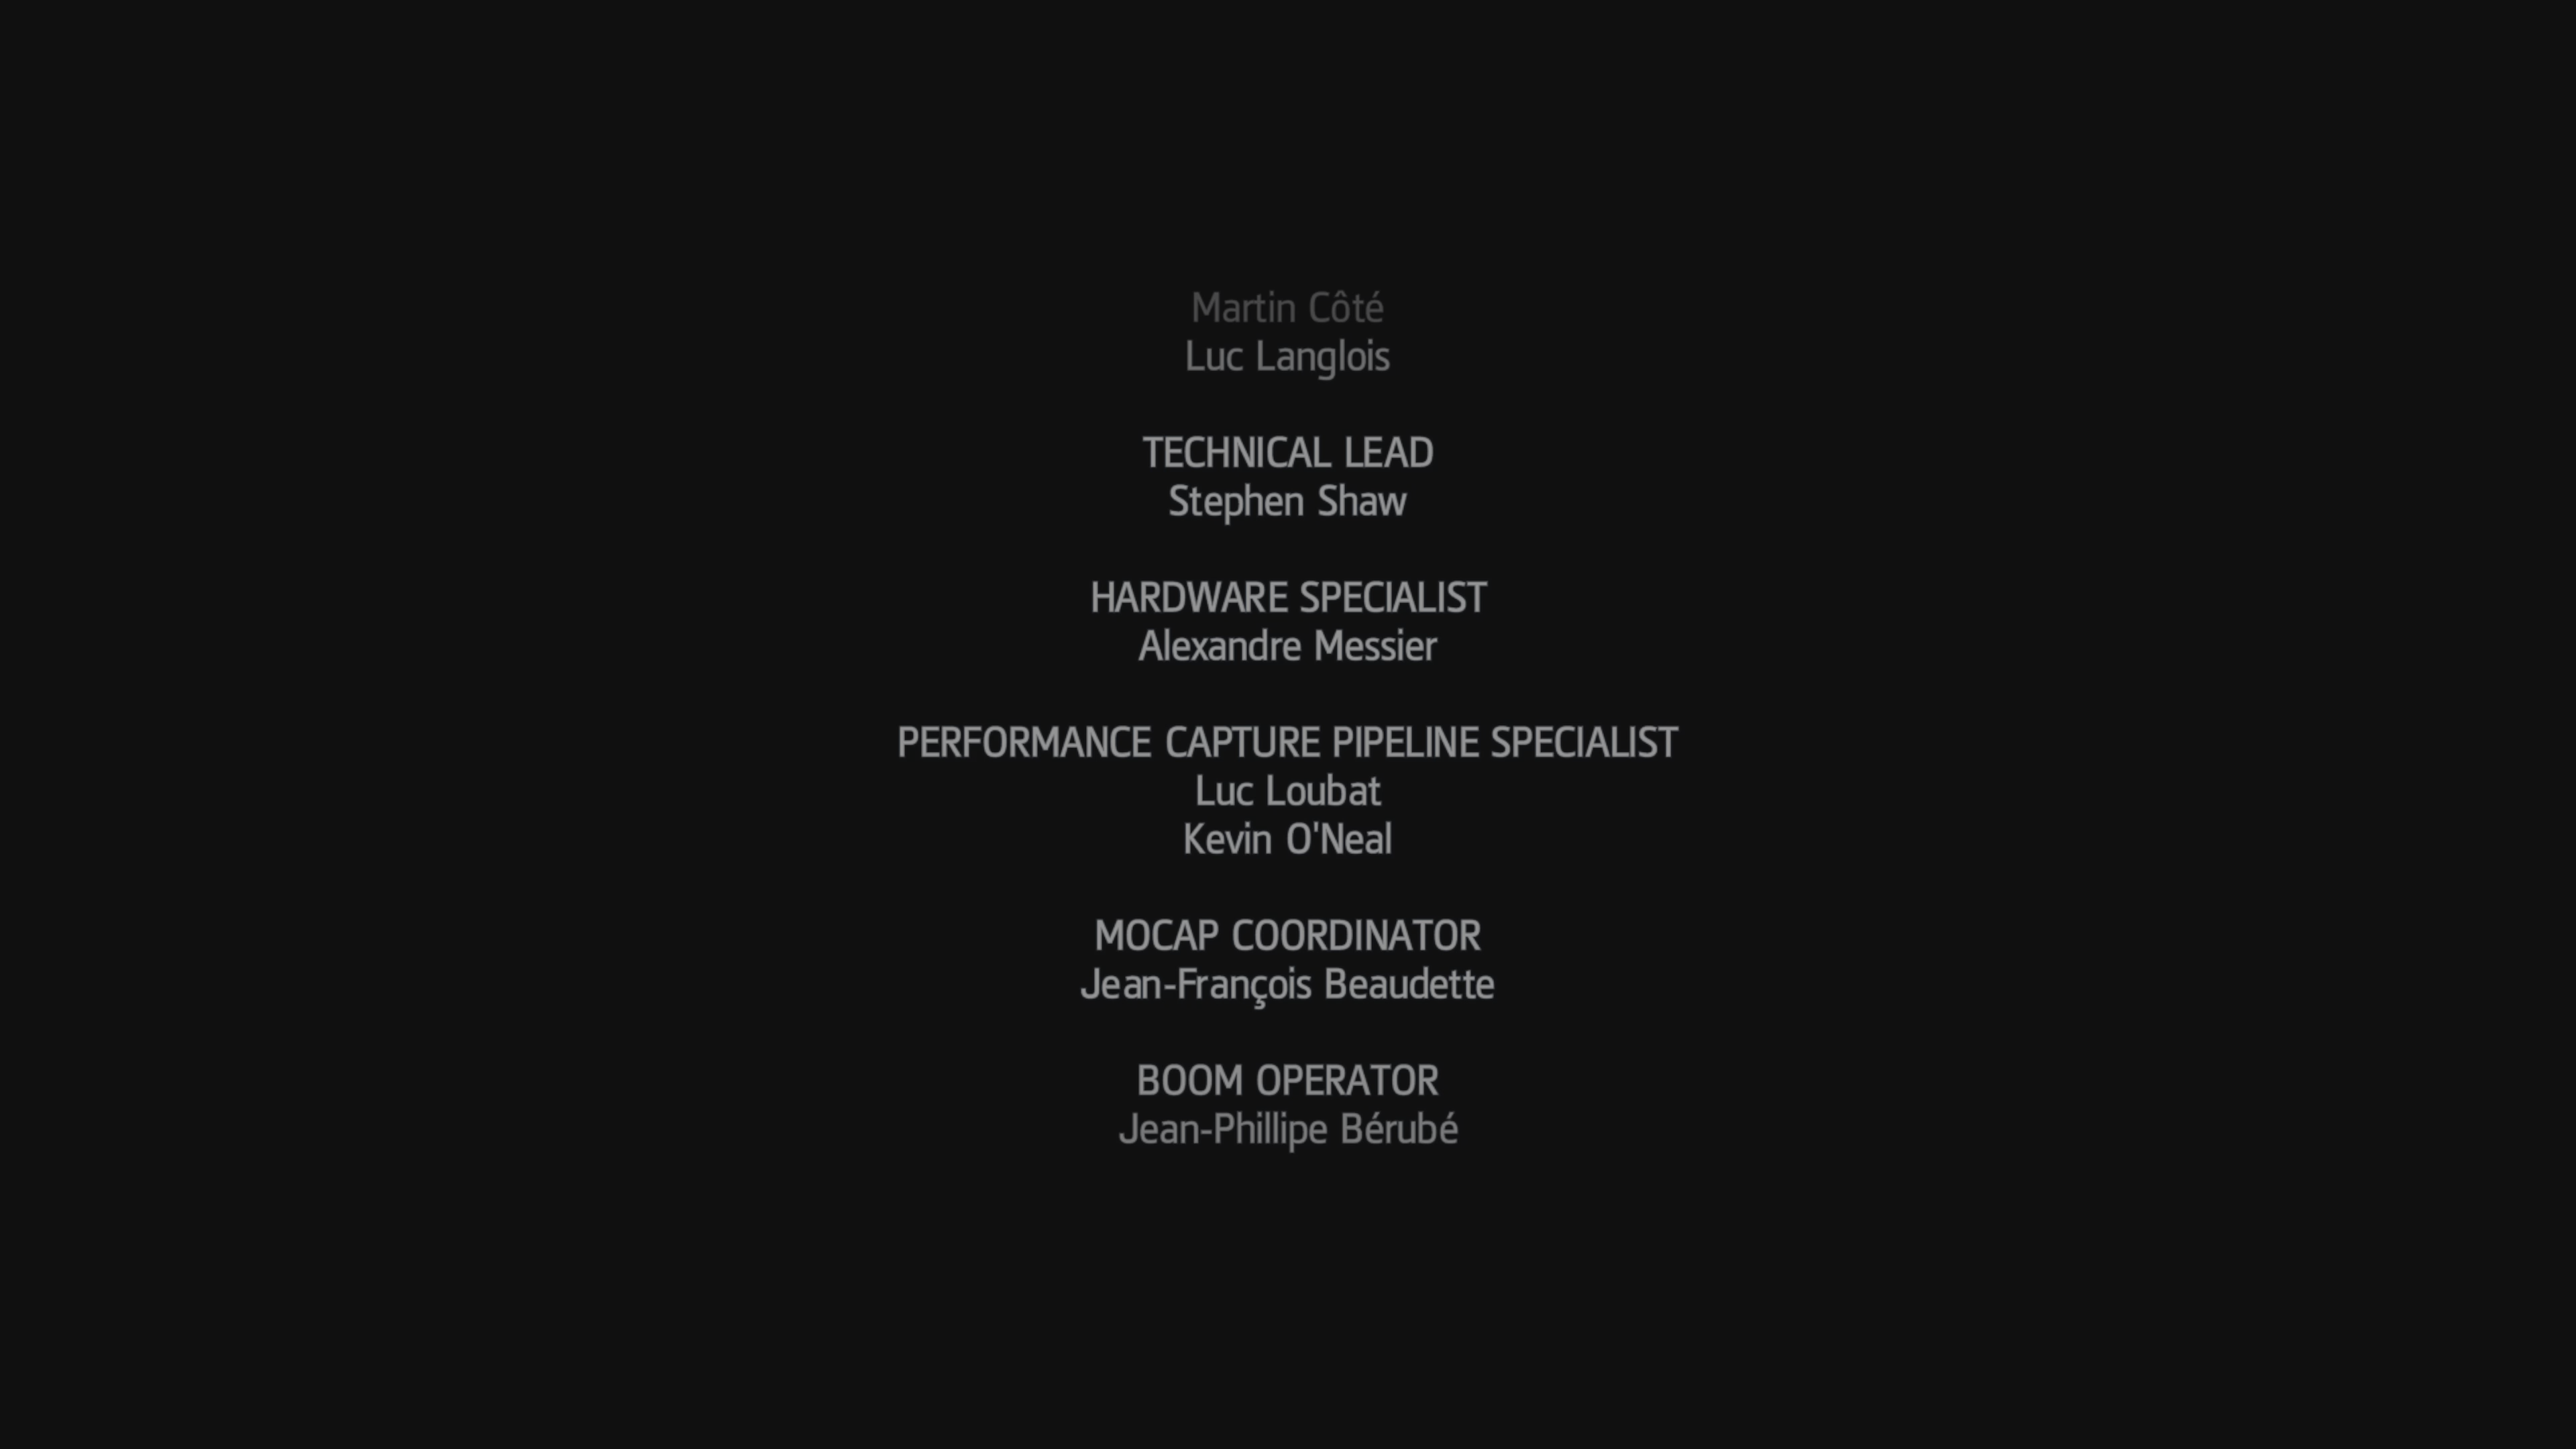 Martin Côté
Luc Langlois
TECHNICAL LEAD
Stephen Shaw
HARDWARE SPECIALIST
Alexandre Messier
PERFORMANCE CAPTURE PIPELINE SPECIALIST
Luc Loubat
Kevin O'Neal
MOCAP COORDINATOR
Jean-François Beaudette
BOOM OPERATOR
Jean-Phillipe Bérubé